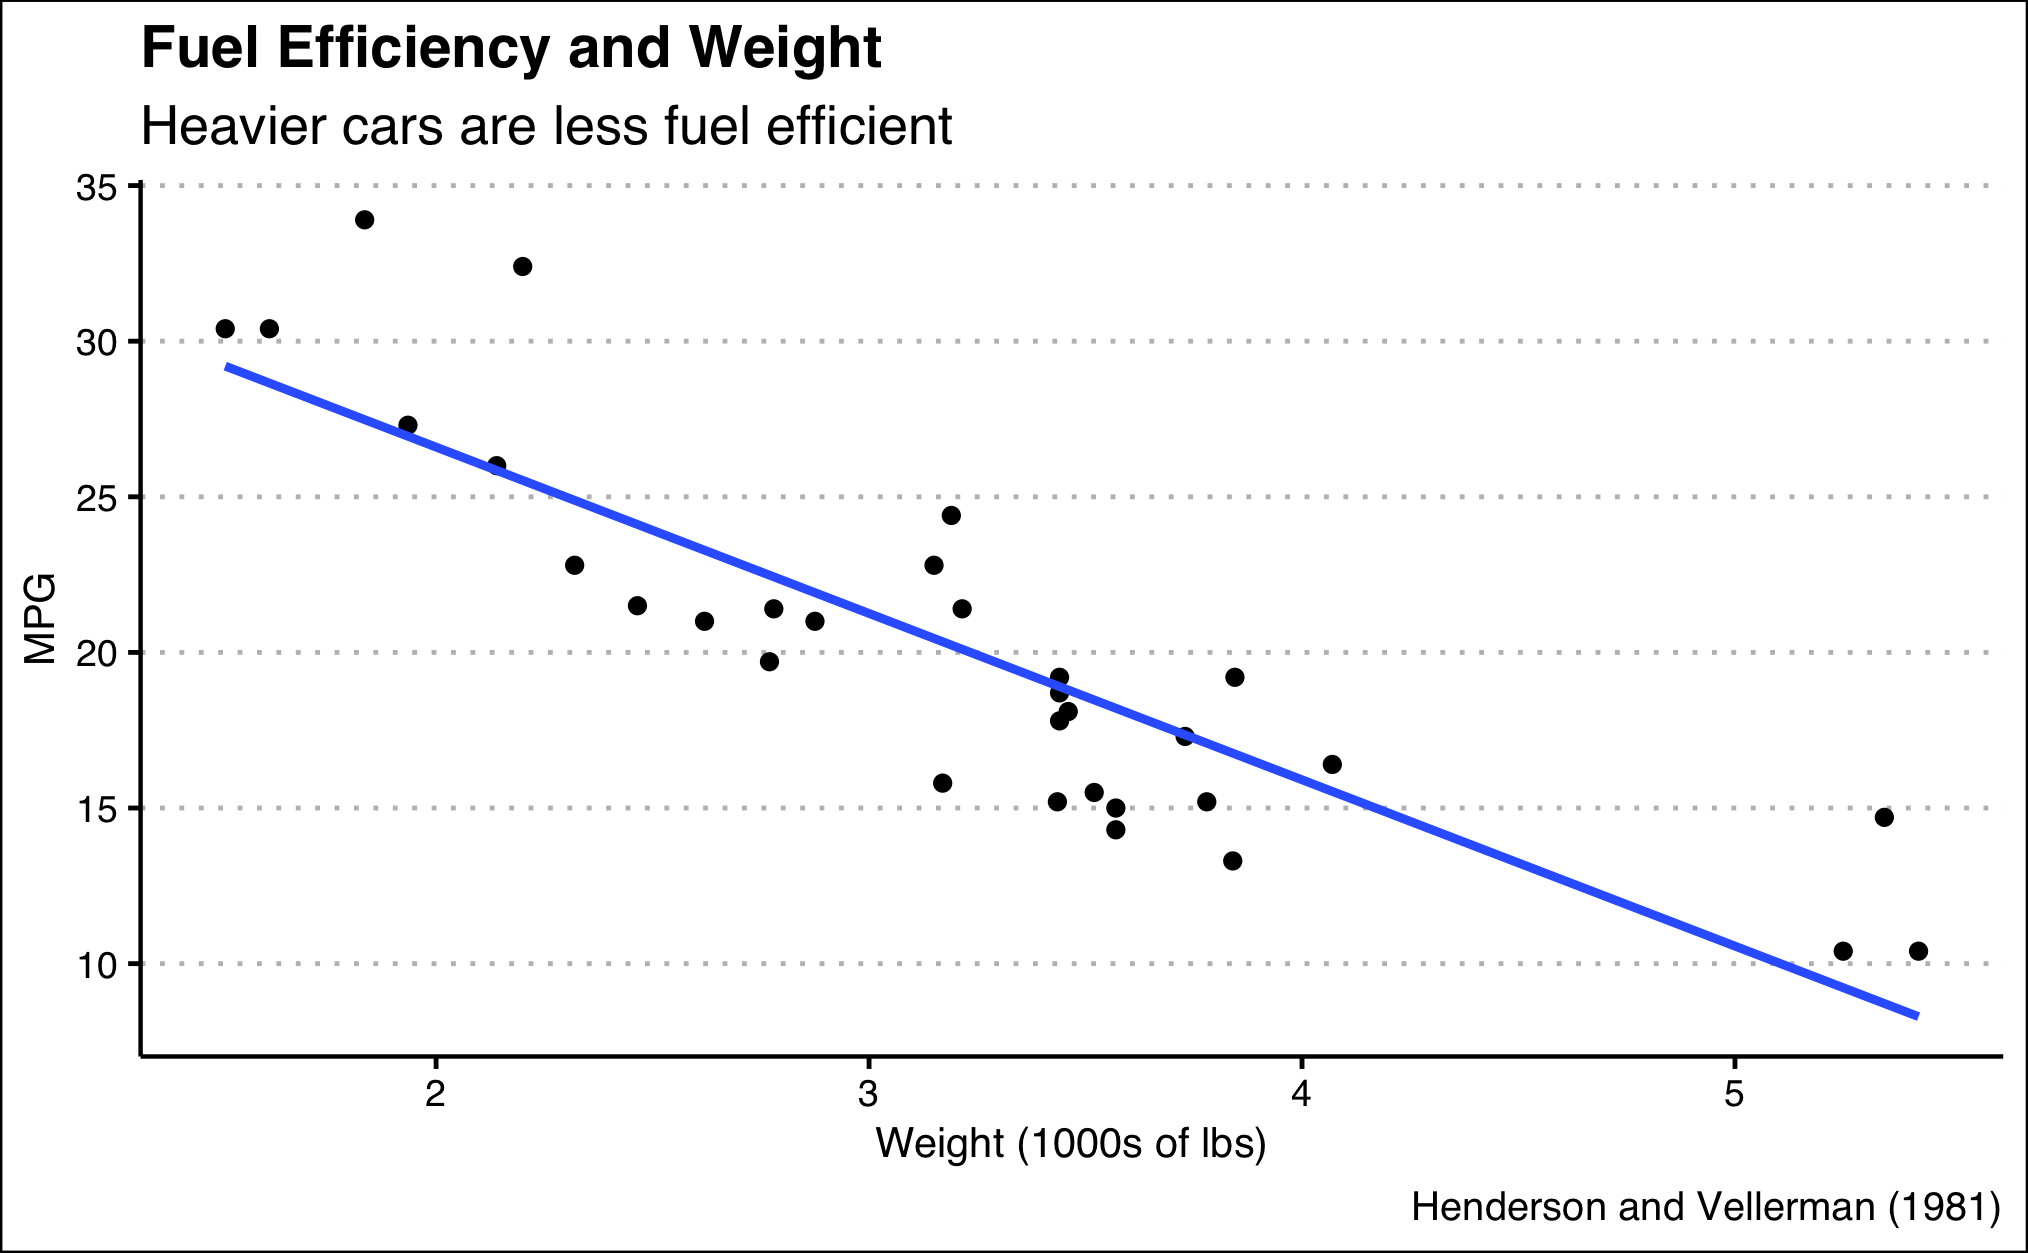 Fuel Efficiency and Weight
Heavier cars are less fuel efficient
35
30
25
20
15
10
MPG
2 3 4 5
Weight (1000s of lbs)
Henderson and Vellerman (1981)